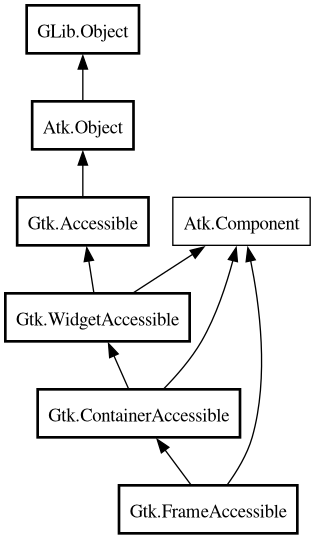 GLib.Object
Atk.Object
Gtk.Accessible
Atk.Component
Gtk.WidgetAccessible
Gtk.ContainerAccessible
Gtk.FrameAccessible